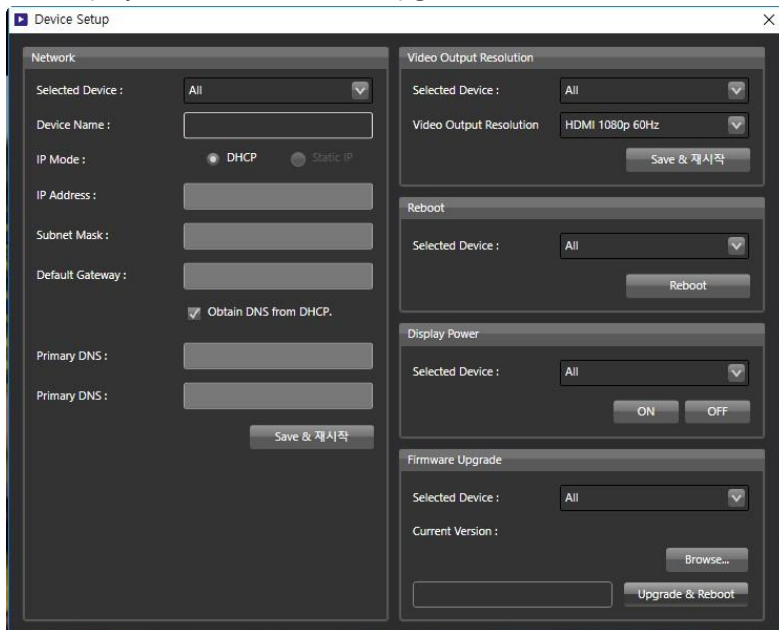 Device Setup
Network
Selected Device :
All
Device Name :
IP Mode :
DHCP
Static IP
IP Address :
Subnet Mask :
Default Gateway :
Obtain DNS from DHCP.
Primary DNS :
Primary DNS :
Save & 재시작
Video Output Resolution
Selected Device :
All
Video Output Resolution
HDMI 1080p 60Hz
Save & 재시작
Reboot
Selected Device :
All
Reboot
Display Power
Selected Device :
All
ON
OFF
Firmware Upgrade
Selected Device :
All
Current Version :
Browse...
Upgrade & Reboot